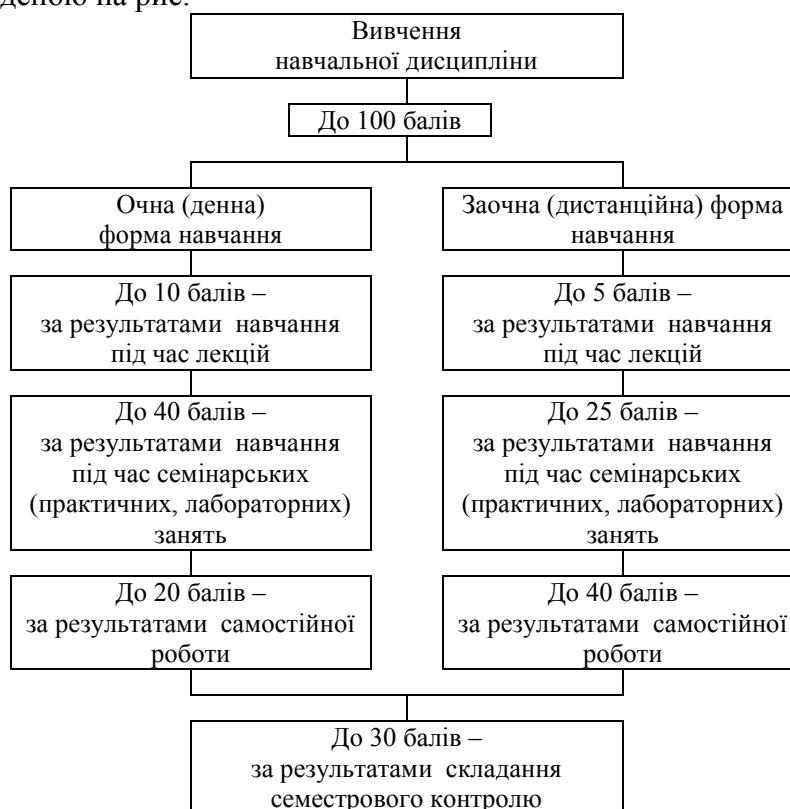 деною на рис.
Вивчення
навчальної дисципліни
До 100 балів
Очна (денна)
форма навчання
Заочна (дистанційна) форма
навчання
До 10 балів –
за результатами навчання
під час лекцій
До 5 балів –
за результатами навчання
під час лекцій
До 40 балів –
за результатами навчання
під час семінарських
(практичних, лабораторних)
занять
До 25 балів –
за результатами навчання
під час семінарських
(практичних, лабораторних)
занять
До 20 балів –
за результатами самостійної
роботи
До 40 балів –
за результатами самостійної
роботи
До 30 балів –
за результатами складання
семестрового контролю